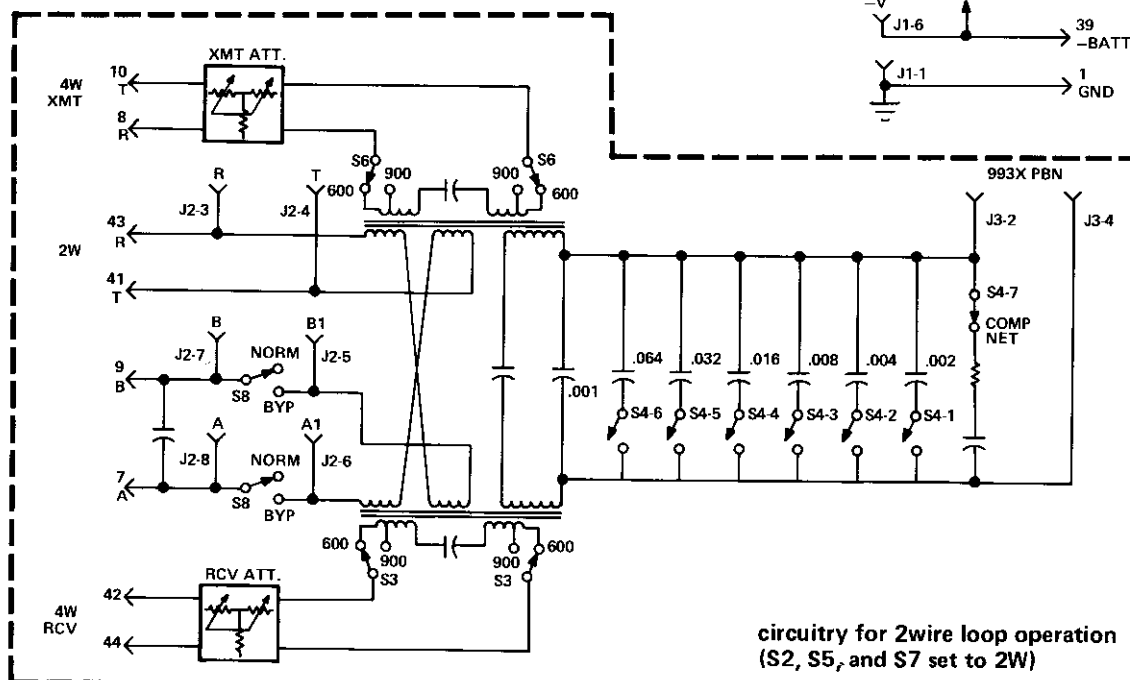 –V
J1-6
39
–BATT
J1-1
1
GND
XMT ATT.
4W
XMT
10
T
8
R
S6
S6
600
900
900
600
993X PBN
J3-2
J3-4
R
T
J2-3
J2-4
43
R
2W
41
T
S4-7
COMP
NET
B
B1
J2-7
NORM
J2-5
9
B
S8
BYP
.001
.064
.032
.016
.008
.004
.002
S4-6
S4-5
S4-4
S4-3
S4-2
S4-1
A
A1
J2-8
NORM
J2-6
7
A
S8
BYP
600
900
900
600
S3
S3
RCV ATT.
4W
RCV
42
44
circuitry for 2wire loop operation
(S2, S5, and S7 set to 2W)